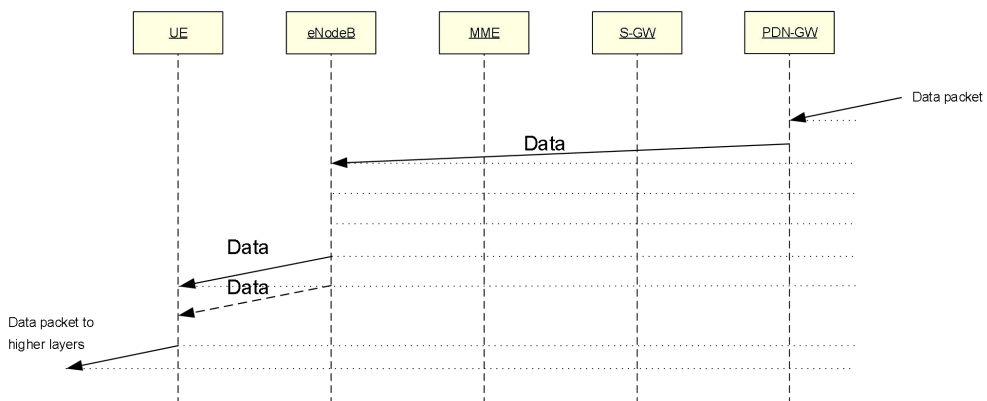 UE
eNodeB
MME
S-GW
PDN-GW
Data packet
Data
Data
Data
Data packet to
higher layers